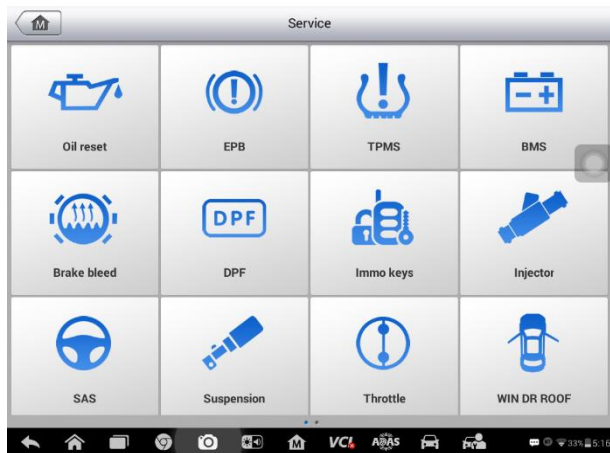 M
Service
Oil reset
EPB
TPMS
BMS
Brake bleed
DPF
DPF
Immo keys
Injector
SAS
Suspension
Throttle
WIN DR ROOF
M
VCI
ADAS
33%
5:16